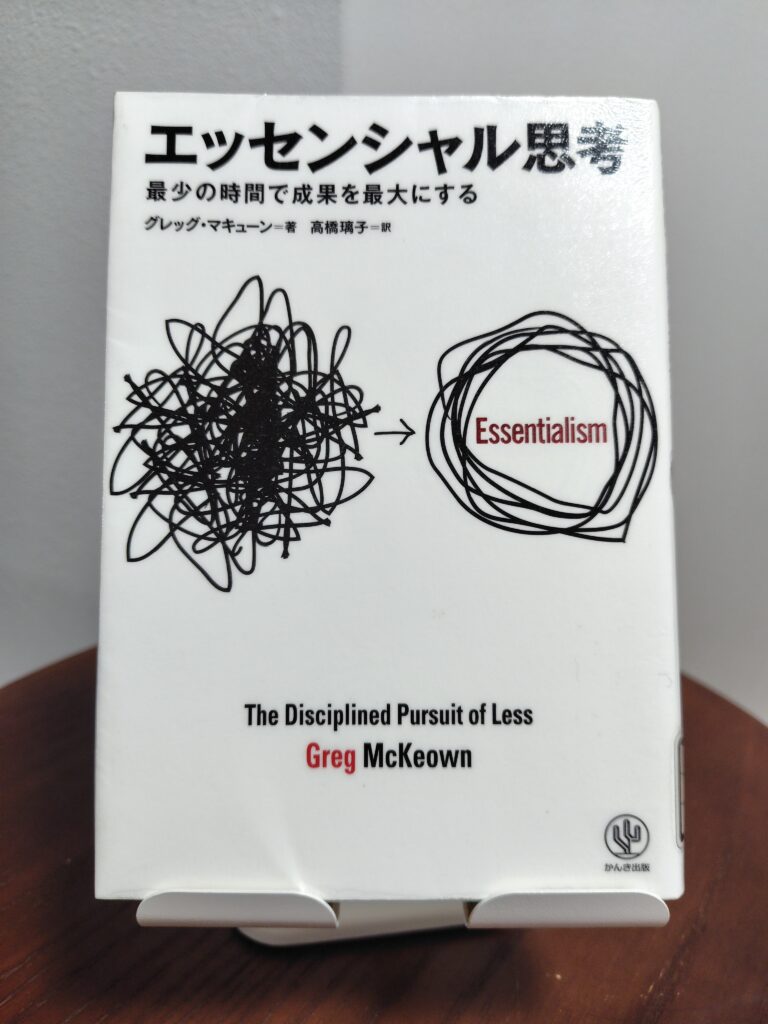 エッセンシャル思考
最少の時間で成果を最大にする
グレッグ・マキューン=著 高橋璃子=訳
Essentialism
The Disciplined Pursuit of Less
Greg McKeown
かんき出版